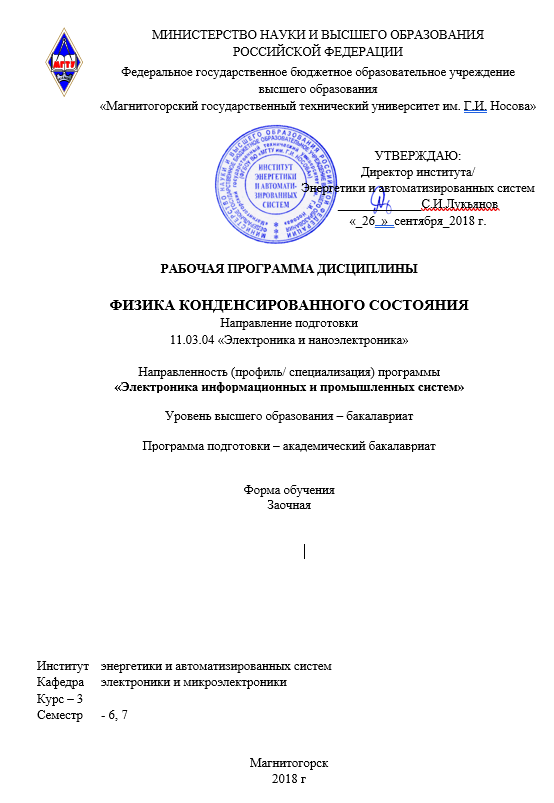 МИНИСТЕРСТВО НАУКИ И ВЫСШЕГО ОБРАЗОВАНИЯ
РОССИЙСКОЙ ФЕДЕРАЦИИ
Федеральное государственное бюджетное образовательное учреждение
высшего образования
«Магнитогорский государственный технический университет им. Г.И. Носова»
МГТУ
УТВЕРЖДАЮ:
Директор института/
Энергетики и автоматизированных систем
С.И.Лукьянов
«_26_»_сентября_2018 г.
ИНСТИТУТ
ЭНЕРГЕТИКИ
И АВТОМАТИ-
ЗИРОВАННЫХ
СИСТЕМ
РАБОЧАЯ ПРОГРАММА ДИСЦИПЛИНЫ
ФИЗИКА КОНДЕНСИРОВАННОГО СОСТОЯНИЯ
Направление подготовки
11.03.04 «Электроника и наноэлектроника»
Направленность (профиль/ специализация) программы
«Электроника информационных и промышленных систем»
Уровень высшего образования – бакалавриат
Программа подготовки – академический бакалавриат
Форма обучения
Заочная
Институт энергетики и автоматизированных систем
Кафедра электроники и микроэлектроники
Курс – 3
Семестр - 6, 7
Магнитогорск
2018 г